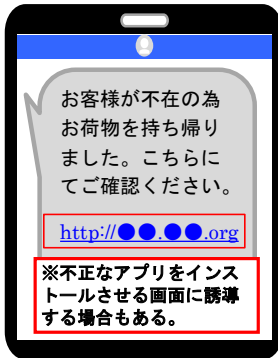 お客様が不在の為
お荷物を持ち帰り
ました。こちらに
てご確認ください。
http://●●.●●.org
※不正なアプリをインス
トールさせる画面に誘導
する場合もある。